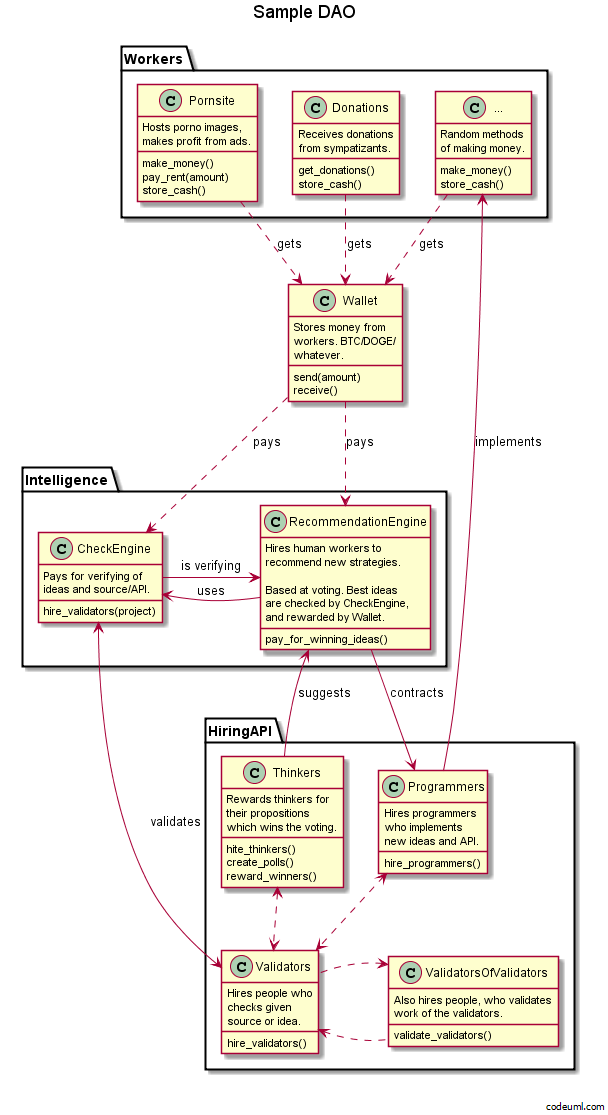 Sample DAO
Workers
C Pornsite
Hosts porno images,
makes profit from ads.
make_money()
pay_rent(amount)
store_cash()
C Donations
Receives donations
from sympatizants.
get_donations()
store_cash()
C ...
Random methods
of making money.
make_money()
store_cash()
gets
gets
gets
C Wallet
Stores money from
workers. BTC/DOGE/
whatever.
send(amount)
receive()
pays
pays
implements
Intelligence
C CheckEngine
Pays for verifying of
ideas and source/API.
hire_validators(project)
is verifying
uses
C RecommendationEngine
Hires human workers to
recommend new strategies.
Based at voting. Best ideas
are checked by CheckEngine,
and rewarded by Wallet.
pay_for_winning_ideas()
suggests
contracts
validates
HiringAPI
C Thinkers
Rewards thinkers for
their propositions
which wins the voting.
hite_thinkers()
create_polls()
reward_winners()
C Programmers
Hires programmers
who implements
new ideas and API.
hire_programmers()
C Validators
Hires people who
checks given
source or idea.
hire_validators()
C ValidatorsOfValidators
Also hires people, who validates
work of the validators.
validate_validators()
codeuml.com